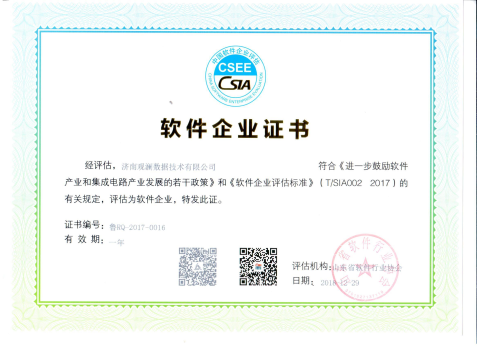 中国软件企业评估
CSEE
CSIA
软件企业证书
经评估，济南观澜数据技术有限公司 符合《进一步鼓励软件
产业和集成电路产业发展的若干政策》和《软件企业评估标准》（T/SIA002 2017）的
有关规定，评估为软件企业，特发此证。
证书编号：鲁RQ-2017-0016
有 效 期：一年
评估机构：山东省软件行业协会
日期：2018-12-29